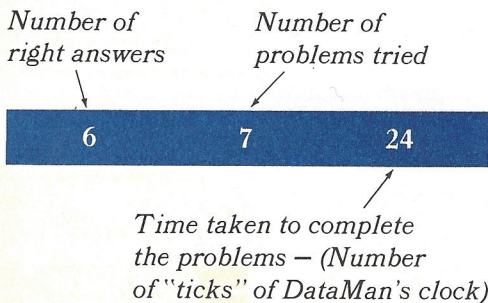 Number of
right answers
Number of
problems tried
6 7 24
Time taken to complete
the problems — (Number
of "ticks" of DataMan's clock)